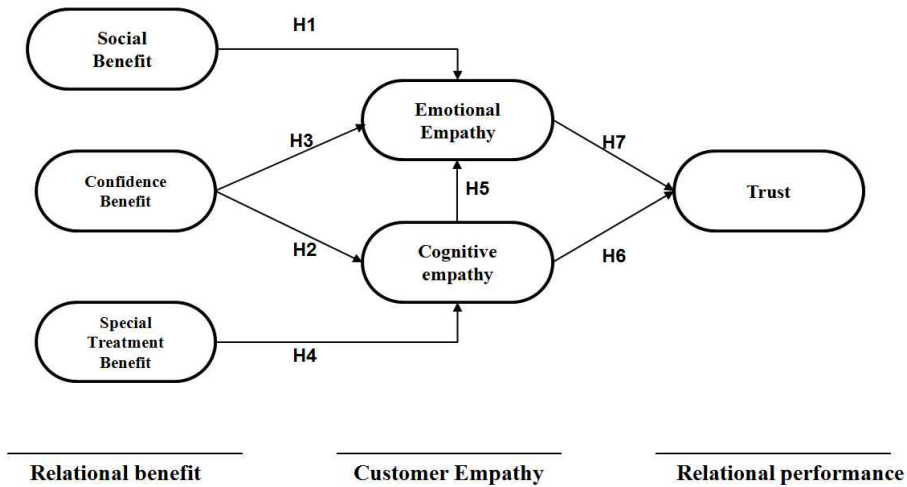 H1
Social
Benefit
Emotional
Empathy
H3
H7
Confidence
Benefit
H5
Trust
H2
Cognitive
empathy
H6
Special
Treatment
Benefit
H4
Relational benefit
Customer Empathy
Relational performance